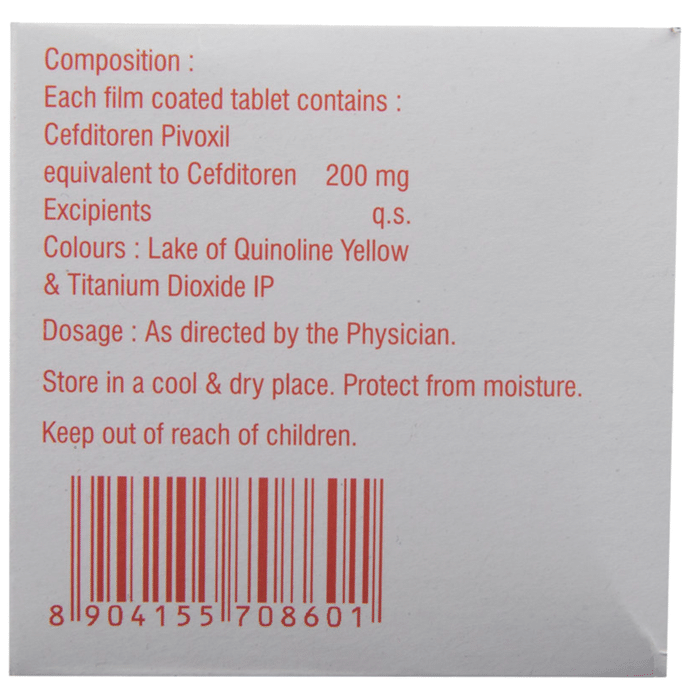 Composition :
Each film coated tablet contains :
Cefditoren Pivoxil
equivalent to Cefditoren 200 mg
Excipients q.s.
Colours : Lake of Quinoline Yellow
& Titanium Dioxide IP
Dosage : As directed by the Physician.
Store in a cool & dry place. Protect from moisture.
Keep out of reach of children.
8 904155 708601